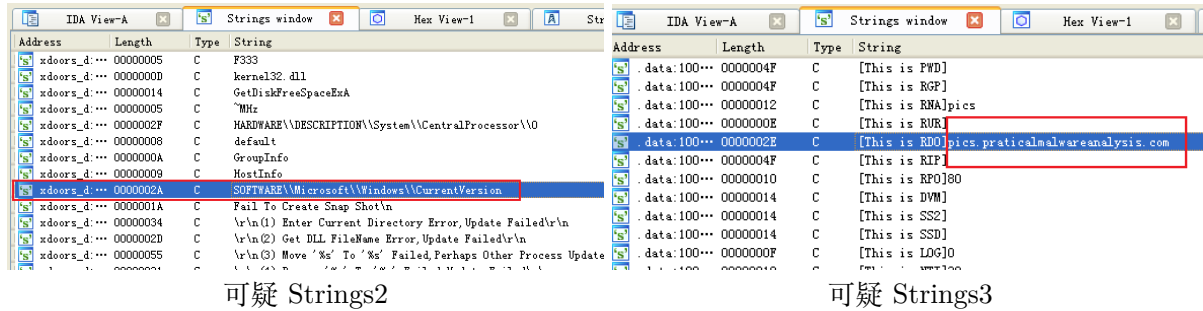 IDA View-A
Strings window
Hex View-1
Str
Address Length Type String
xdoors_d:··· 00000005 C F333
xdoors_d:··· 0000000D C kernel32.dll
xdoors_d:··· 00000014 C GetDiskFreeSpaceExA
xdoors_d:··· 00000005 C ~MHz
xdoors_d:··· 0000002F C HARDWARE\\DESCRIPTION\\System\\CentralProcessor\\0
xdoors_d:··· 00000008 C default
xdoors_d:··· 0000000A C GroupInfo
xdoors_d:··· 00000009 C HostInfo
xdoors_d:··· 0000002A C SOFTWARE\\Microsoft\\Windows\\CurrentVersion
xdoors_d:··· 0000001A C Fail To Create Snap Shot\n
xdoors_d:··· 00000034 C \r\n(1) Enter Current Directory Error,Update Failed\r\n
xdoors_d:··· 0000002D C \r\n(2) Get DLL FileName Error,Update Failed\r\n
xdoors_d:··· 00000055 C \r\n(3) Move '%s' To '%s' Failed,Perhaps Other Process Update
可疑 Strings2
IDA View-A
Strings window
Hex View-1
Address Length Type String
.data:100··· 0000004F C [This is PWD]
.data:100··· 0000004F C [This is RGP]
.data:100··· 00000012 C [This is RNA]pics
.data:100··· 0000000E C [This is RUR]
.data:100··· 0000002E C [This is RDO]pics.praticalmalwareanalysis.com
.data:100··· 0000004F C [This is RIP]
.data:100··· 00000010 C [This is RPO]80
.data:100··· 00000014 C [This is DVM]
.data:100··· 00000014 C [This is SS2]
.data:100··· 00000014 C [This is SSD]
.data:100··· 0000000F C [This is LOG]0
可疑 Strings3